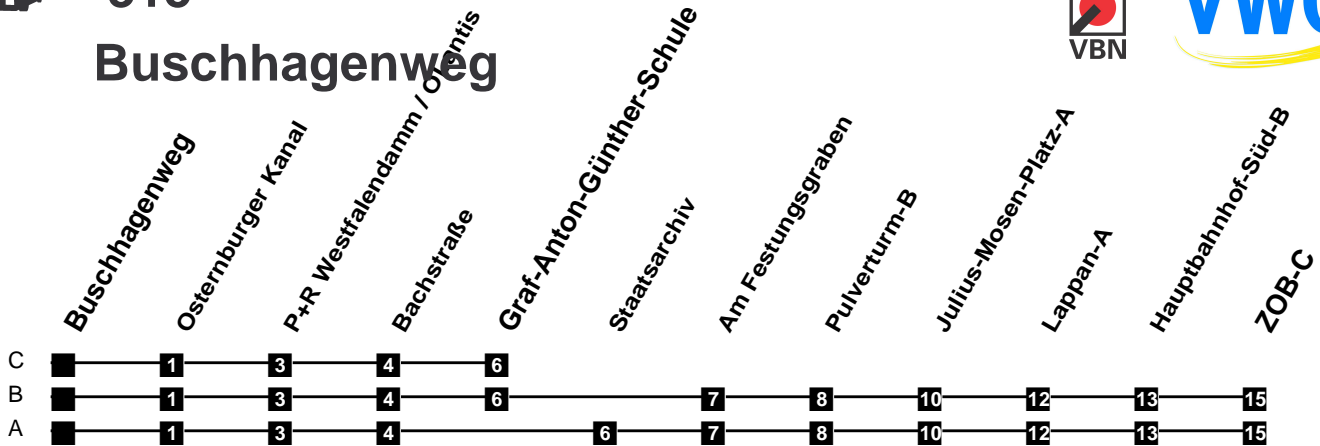 Buschhagenweg
VBN
Buschhagenweg
Osternburger Kanal
P+R Westfalendamm / Olantis
Bachstraße
Graf-Anton-Günther-Schule
Staatsarchiv
Am Festungsgraben
Pulverturm-B
Julius-Mosen-Platz-A
Lappan-A
Hauptbahnhof-Süd-B
ZOB-C
C 1 3 4 6
B 1 3 4 6 7 8 10 12 13 15
A 1 3 4 6 7 8 10 12 13 15